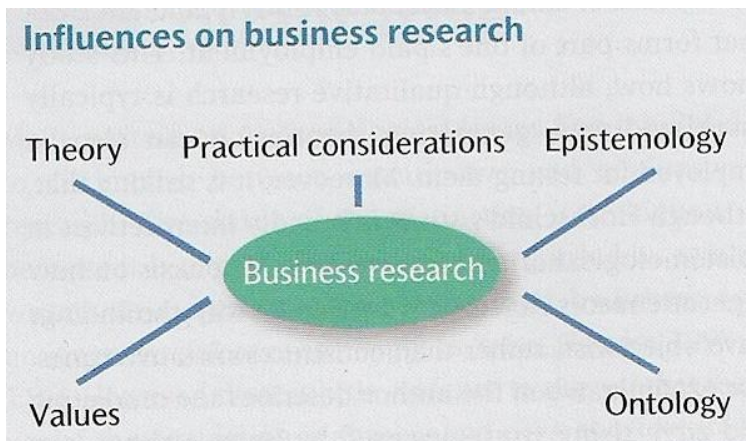 Influences on business research
Theory
Practical considerations
Epistemology
Business research
Values
Ontology